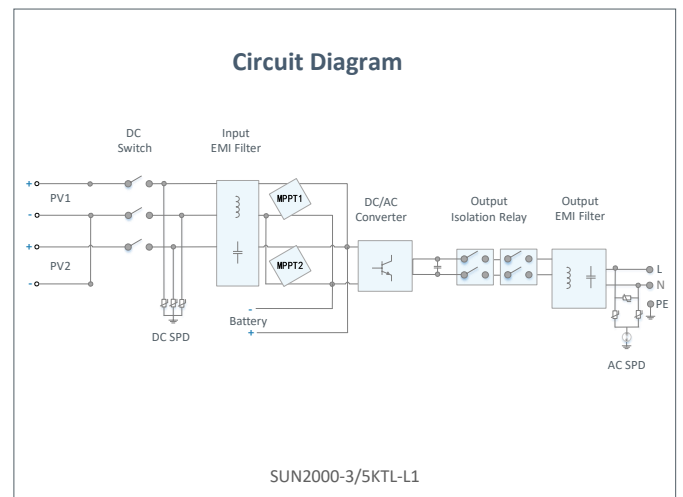 Circuit Diagram
DC
Switch
Input
EMI Filter
DC/AC
Converter
Output
Isolation Relay
Output
EMI Filter
+
PV1
-
+
PV2
-
MPPT1
MPPT2
DC SPD
-
Battery
+
L
N
PE
AC SPD
SUN2000-3/5KTL-L1